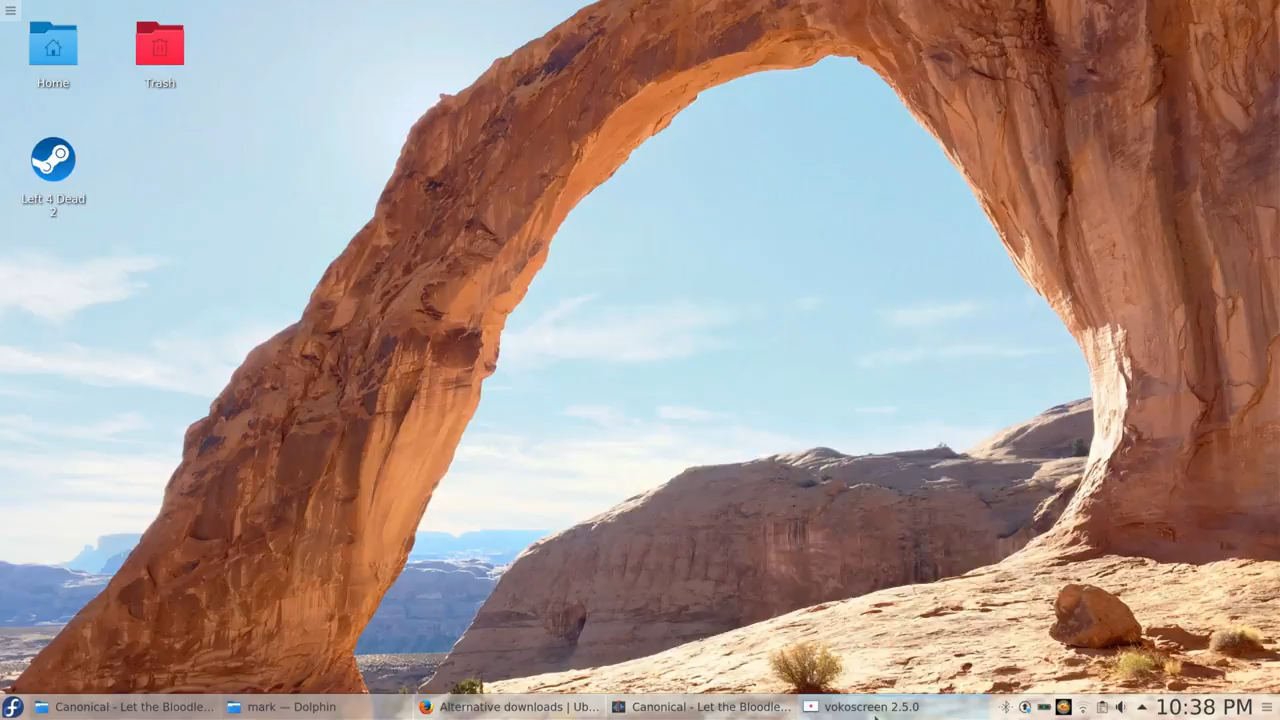 Home
Trash
Left 4 Dead
2
Canonical - Let the Bloodle...
mark — Dolphin
Alternative downloads | Ub...
Canonical - Let the Bloodle...
vokoscreen 2.5.0
10:38 PM